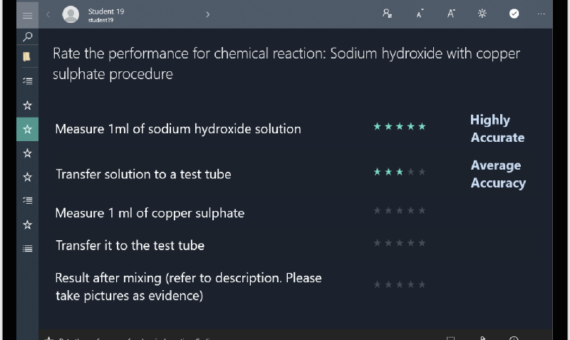 Student 19
student19
Rate the performance for chemical reaction: Sodium hydroxide with copper
sulphate procedure
Measure 1ml of sodium hydroxide solution
Highly
Accurate
Transfer solution to a test tube
Average
Accuracy
Measure 1 ml of copper sulphate
Transfer it to the test tube
Result after mixing (refer to description. Please
take pictures as evidence)